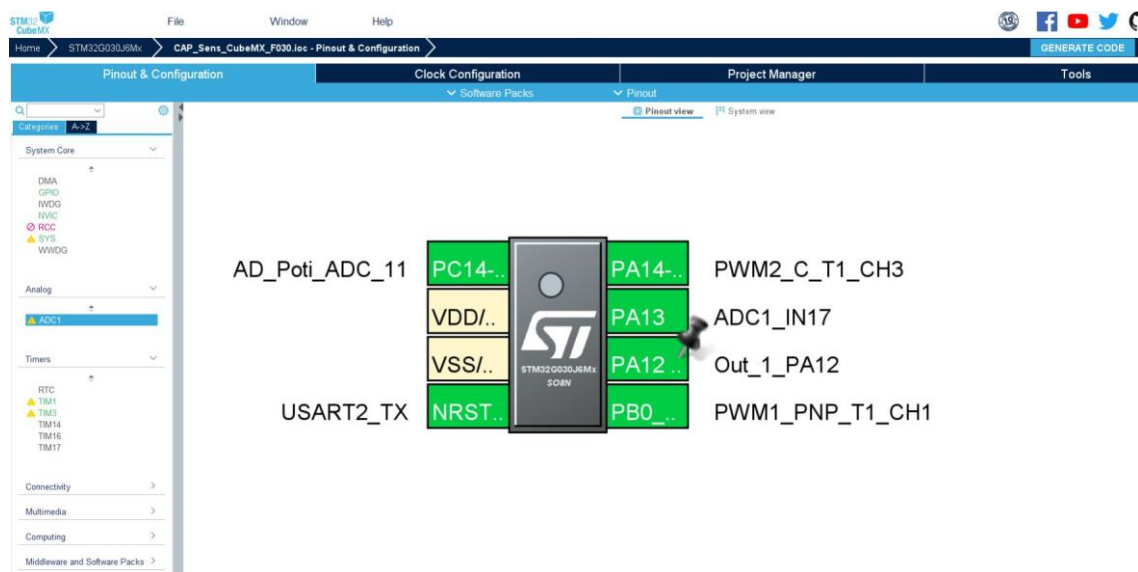 STM32
CubeMX
File Window Help
19
Home STM32G030J6Mx CAP_Sens_CubeMX_F030.ioc - Pinout & Configuration GENERATE CODE
Pinout & Configuration Clock Configuration Project Manager Tools
Software Packs Pinout
Pinout view System view
Categories A->Z
System Core
DMA
GPIO
IWDG
NVIC
RCC
SYS
WWDG
Analog
ADC1
Timers
RTC
TIM1
TIM3
TIM14
TIM16
TIM17
Connectivity
Multimedia
Computing
Middleware and Software Packs
AD_Poti_ADC_11 PC14-.. PA14-.. PWM2_C_T1_CH3
VDD/.. PA13 ADC1_IN17
VSS/.. PA12 .. Out_1_PA12
USART2_TX NRST.. PB0_.. PWM1_PNP_T1_CH1
STM32G030J6Mx
SO8N